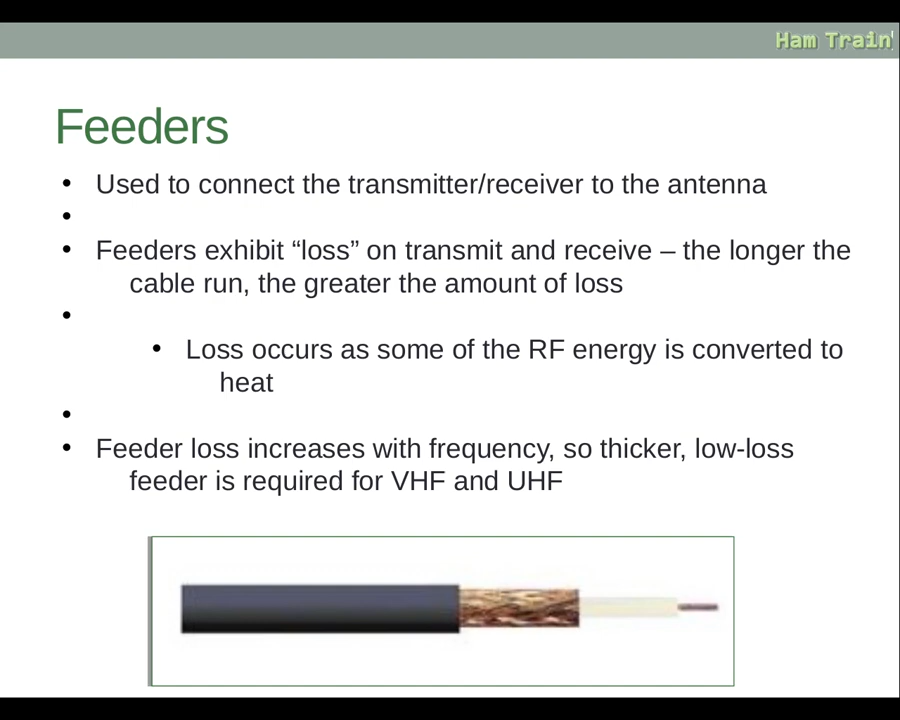 Ham Train
Feeders
• Used to connect the transmitter/receiver to the antenna
•
• Feeders exhibit “loss” on transmit and receive – the longer the
cable run, the greater the amount of loss
•
• Loss occurs as some of the RF energy is converted to
heat
•
• Feeder loss increases with frequency, so thicker, low-loss
feeder is required for VHF and UHF